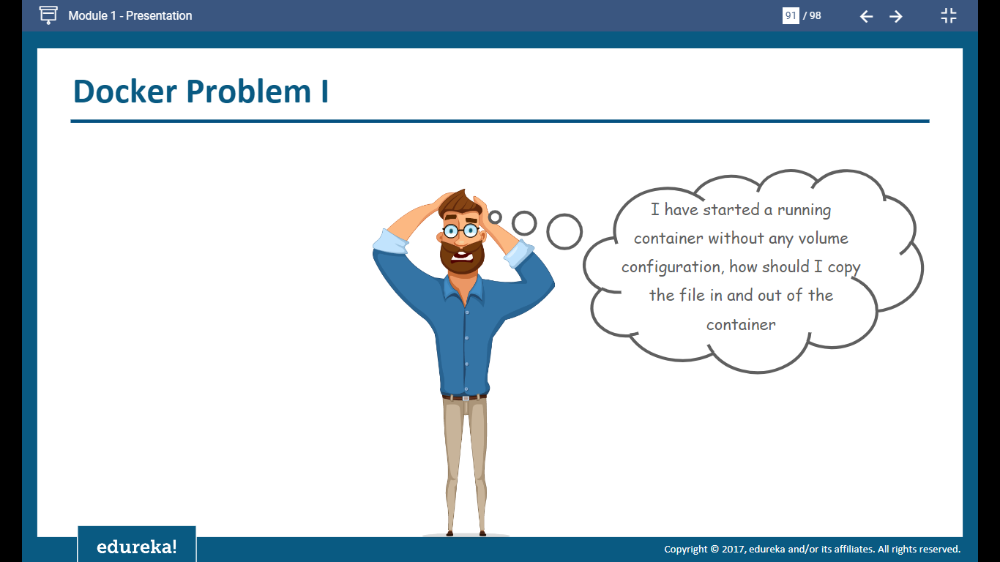 Module 1 - Presentation
91 / 98
Docker Problem I
I have started a running
container without any volume
configuration, how should I copy
the file in and out of the
container
edureka!
Copyright © 2017, edureka and/or its affiliates. All rights reserved.